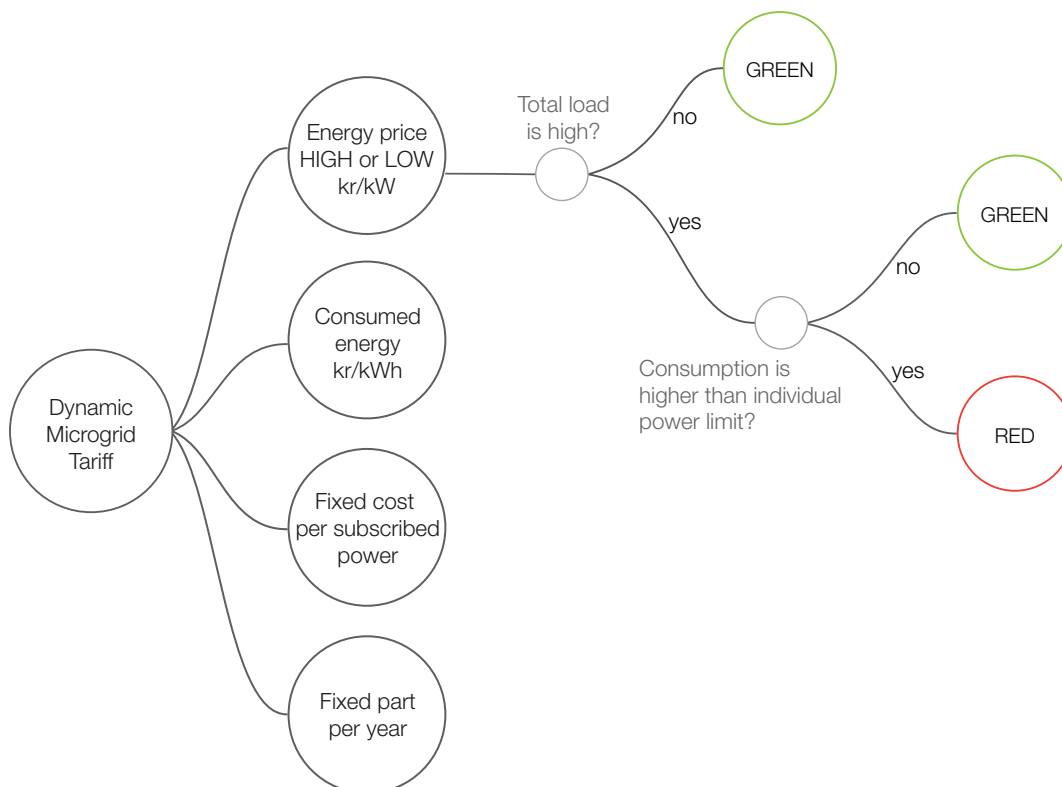 Dynamic
Microgrid
Tariff
Energy price
HIGH or LOW
kr/kW
Consumed
energy
kr/kWh
Fixed cost
per subscribed
power
Fixed part
per year
Total load
is high?
no
GREEN
yes
Consumption is
higher than individual
power limit?
no
GREEN
yes
RED